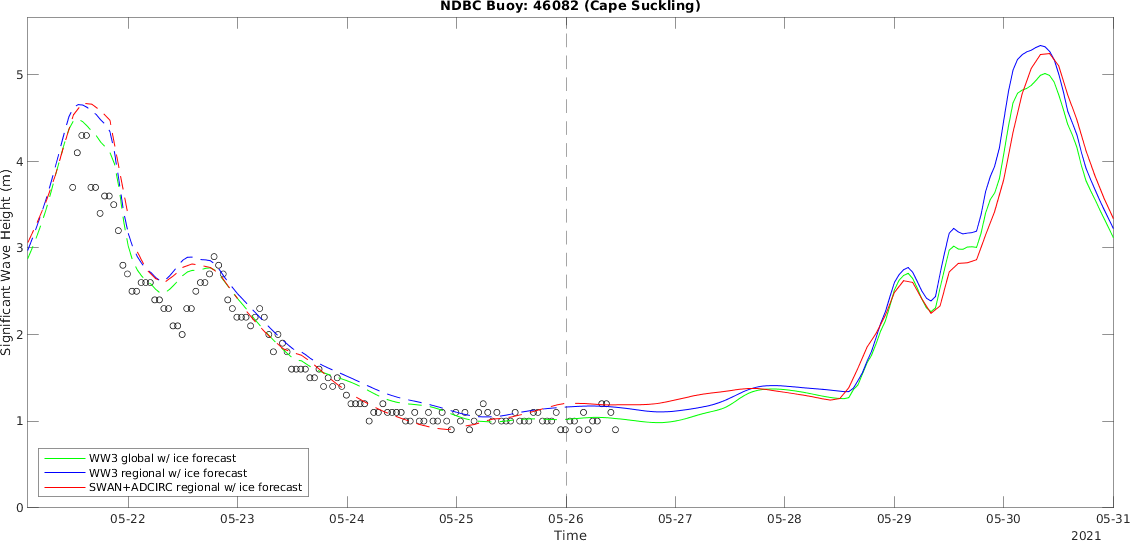 NDBC Buoy: 46082 (Cape Suckling)
Significant Wave Height (m)
5
4
3
2
1
0
WW3 global w/ ice forecast
WW3 regional w/ ice forecast
SWAN+ADCIRC regional w/ ice forecast
05-22 05-23 05-24 05-25 05-26 05-27 05-28 05-29 05-30 05-31
Time
2021